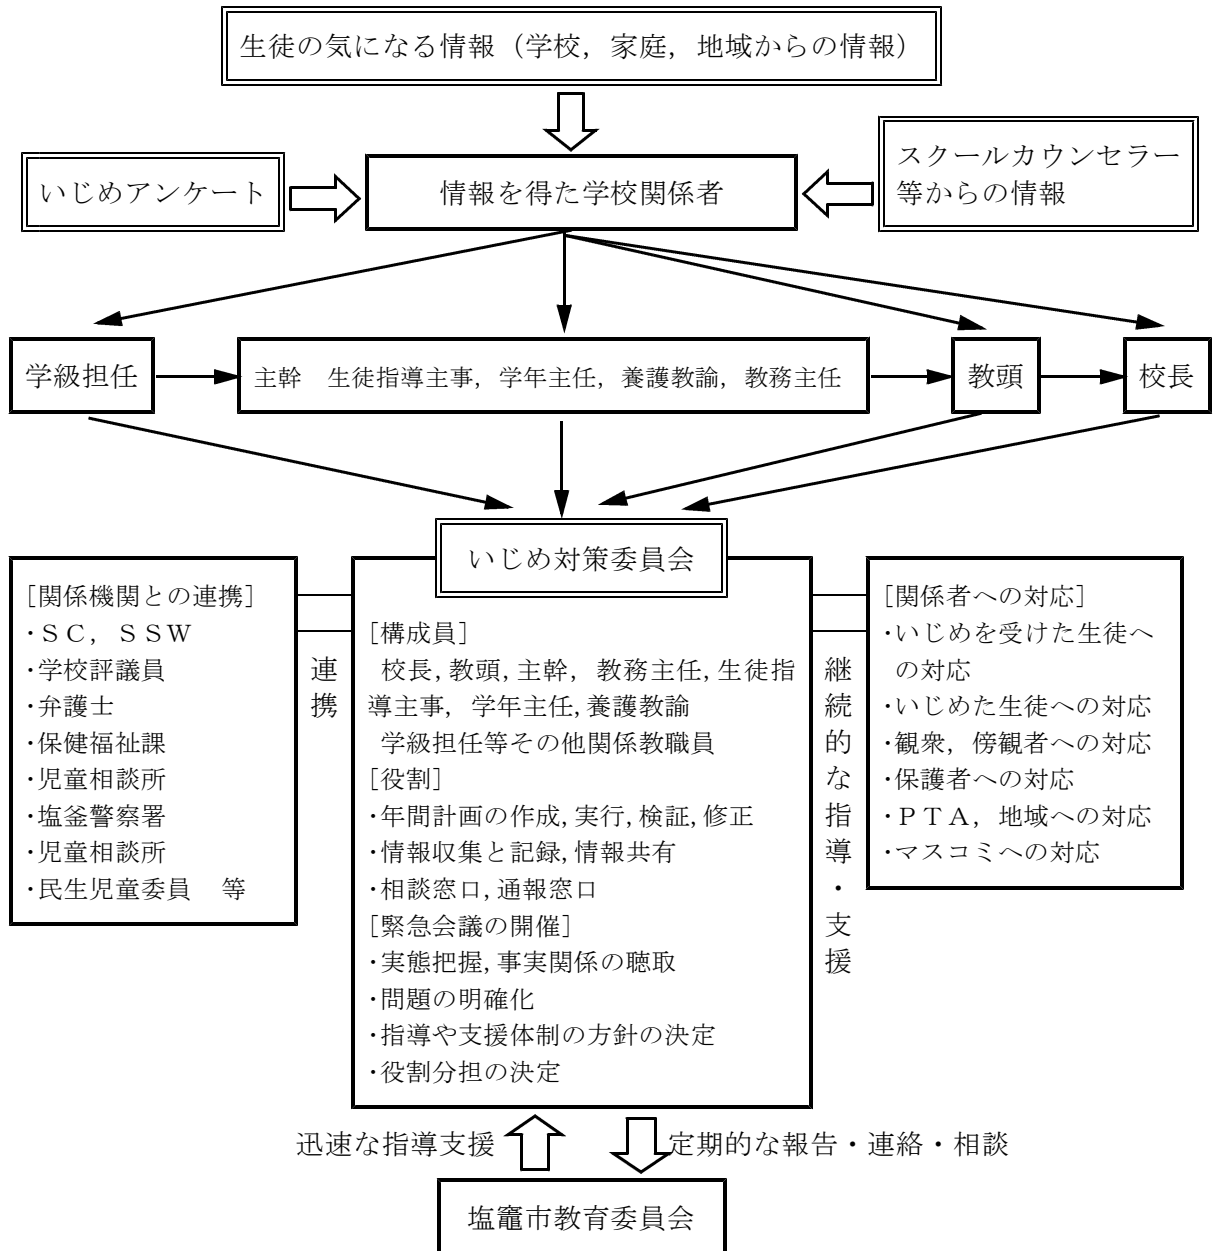 生徒の気になる情報（学校，家庭，地域からの情報）
いじめアンケート
情報を得た学校関係者
スクールカウンセラー
等からの情報
学級担任
主幹　生徒指導主事，学年主任，養護教諭，教務主任
教頭
校長
いじめ対策委員会
［関係機関との連携］
・ＳＣ，ＳＳＷ
・学校評議員
・弁護士
・保健福祉課
・児童相談所
・塩釜警察署
・児童相談所
・民生児童委員　等
連携
［構成員］
校長，教頭，主幹，教務主任，生徒指
導主事，学年主任，養護教諭
学級担任等その他関係教職員
［役割］
・年間計画の作成，実行，検証，修正
・情報収集と記録，情報共有
・相談窓口，通報窓口
［緊急会議の開催］
・実態把握，事実関係の聴取
・問題の明確化
・指導や支援体制の方針の決定
・役割分担の決定
継続的な指導・支援
［関係者への対応］
・いじめを受けた生徒へ
の対応
・いじめた生徒への対応
・観衆，傍観者への対応
・保護者への対応
・ＰＴＡ，地域への対応
・マスコミへの対応
迅速な指導支援
定期的な報告・連絡・相談
塩竈市教育委員会